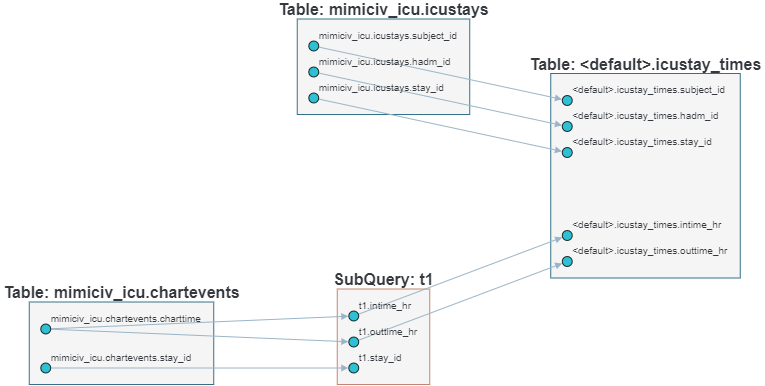 Table: mimiciv_icu.icustays
mimiciv_icu.icustays.subject_id
mimiciv_icu.icustays.hadm_id
mimiciv_icu.icustays.stay_id
Table: <default>.icustay_times
<default>.icustay_times.subject_id
<default>.icustay_times.hadm_id
<default>.icustay_times.stay_id
<default>.icustay_times.intime_hr
<default>.icustay_times.outtime_hr
Table: mimiciv_icu.chartevents
mimiciv_icu.chartevents.charttime
mimiciv_icu.chartevents.stay_id
SubQuery: t1
t1.intime_hr
t1.outtime_hr
t1.stay_id